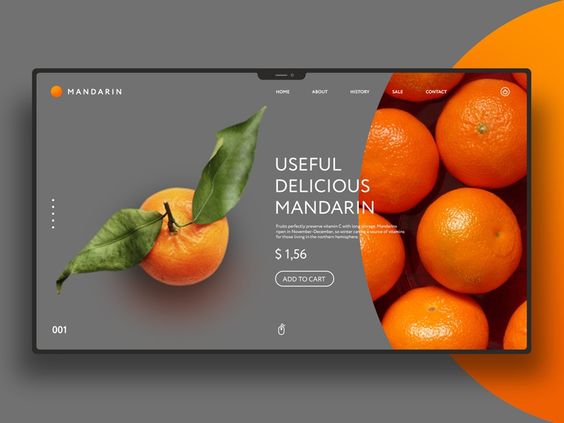 MANDARIN
HOME ABOUT HISTORY SALE CONTACT
USEFUL
DELICIOUS
MANDARIN
Fruits perfectly preserve vitamin C with long storage. Mandarins
ripen in November-December, so winter can be a source of vitamins
for those living in the northern hemisphere.
$ 1,56
ADD TO CART
001